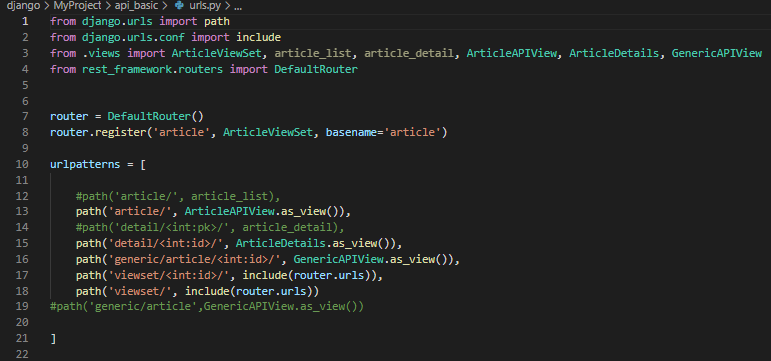 django > MyProject > api_basic > urls.py > ...
1 from django.urls import path
2 from django.urls.conf import include
3 from .views import ArticleViewSet, article_list, article_detail, ArticleAPIView, ArticleDetails, GenericAPIView
4 from rest_framework.routers import DefaultRouter
5
6
7 router = DefaultRouter()
8 router.register('article', ArticleViewSet, basename='article')
9
10 urlpatterns = [
11
12     #path('article/', article_list),
13     path('article/', ArticleAPIView.as_view()),
14     #path('detail/<int:pk>/', article_detail),
15     path('detail/<int:id>/', ArticleDetails.as_view()),
16     path('generic/article/<int:id>/', GenericAPIView.as_view()),
17     path('viewset/<int:id>/', include(router.urls)),
18     path('viewset/', include(router.urls))
19 #path('generic/article',GenericAPIView.as_view())
20
21 ]
22